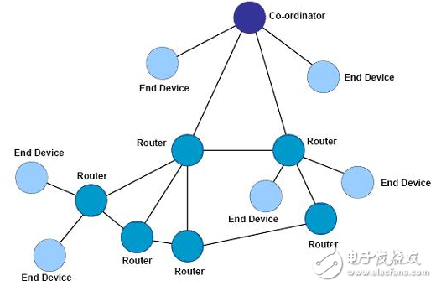 Co-ordinator
End Device
End Device
Router
Router
End Device
Router
End Device
End Device
Router
Router
Router
End Device
电子发烧友
www.elecfans.com